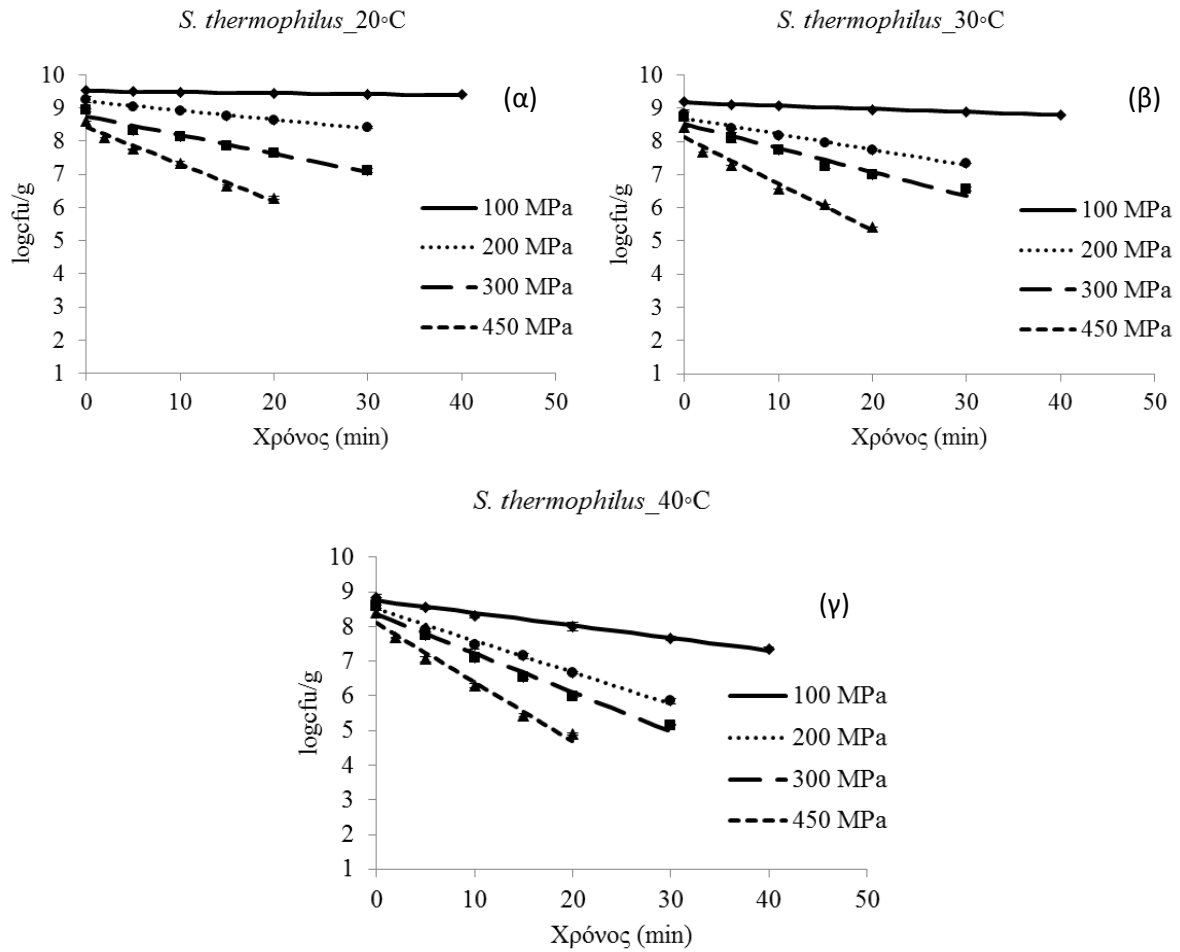 S. thermophilus_20◦C
10
9
8
7
6
5
4
3
2
1
logcfu/g
0 10 20 30 40 50
Χρόνος (min)
(α)
100 MPa
200 MPa
300 MPa
450 MPa
S. thermophilus_30◦C
10
9
8
7
6
5
4
3
2
1
logcfu/g
0 10 20 30 40 50
Χρόνος (min)
(β)
100 MPa
200 MPa
300 MPa
450 MPa
S. thermophilus_40◦C
10
9
8
7
6
5
4
3
2
1
logcfu/g
0 10 20 30 40 50
Χρόνος (min)
(γ)
100 MPa
200 MPa
300 MPa
450 MPa